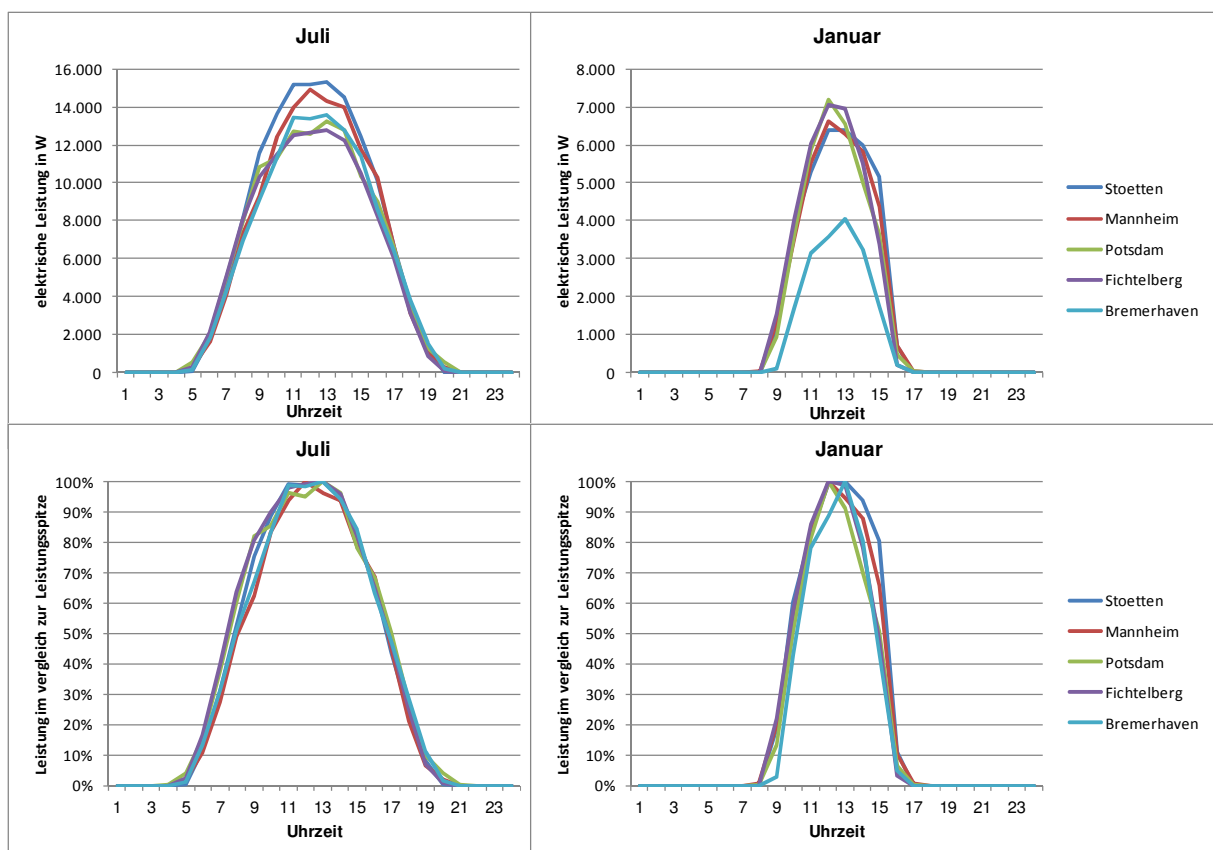 Juli
elektrische Leistung in W
16.000
14.000
12.000
10.000
8.000
6.000
4.000
2.000
0
1 3 5 7 9 11 13 15 17 19 21 23
Uhrzeit
Januar
elektrische Leistung in W
8.000
7.000
6.000
5.000
4.000
3.000
2.000
1.000
0
1 3 5 7 9 11 13 15 17 19 21 23
Uhrzeit
Stoetten
Mannheim
Potsdam
Fichtelberg
Bremerhaven
Juli
Leistung im vergleich zur Leistungsspitze
100%
90%
80%
70%
60%
50%
40%
30%
20%
10%
0%
1 3 5 7 9 11 13 15 17 19 21 23
Uhrzeit
Januar
Leistung im vergleich zur Leistungsspitze
100%
90%
80%
70%
60%
50%
40%
30%
20%
10%
0%
1 3 5 7 9 11 13 15 17 19 21 23
Uhrzeit
Stoetten
Mannheim
Potsdam
Fichtelberg
Bremerhaven